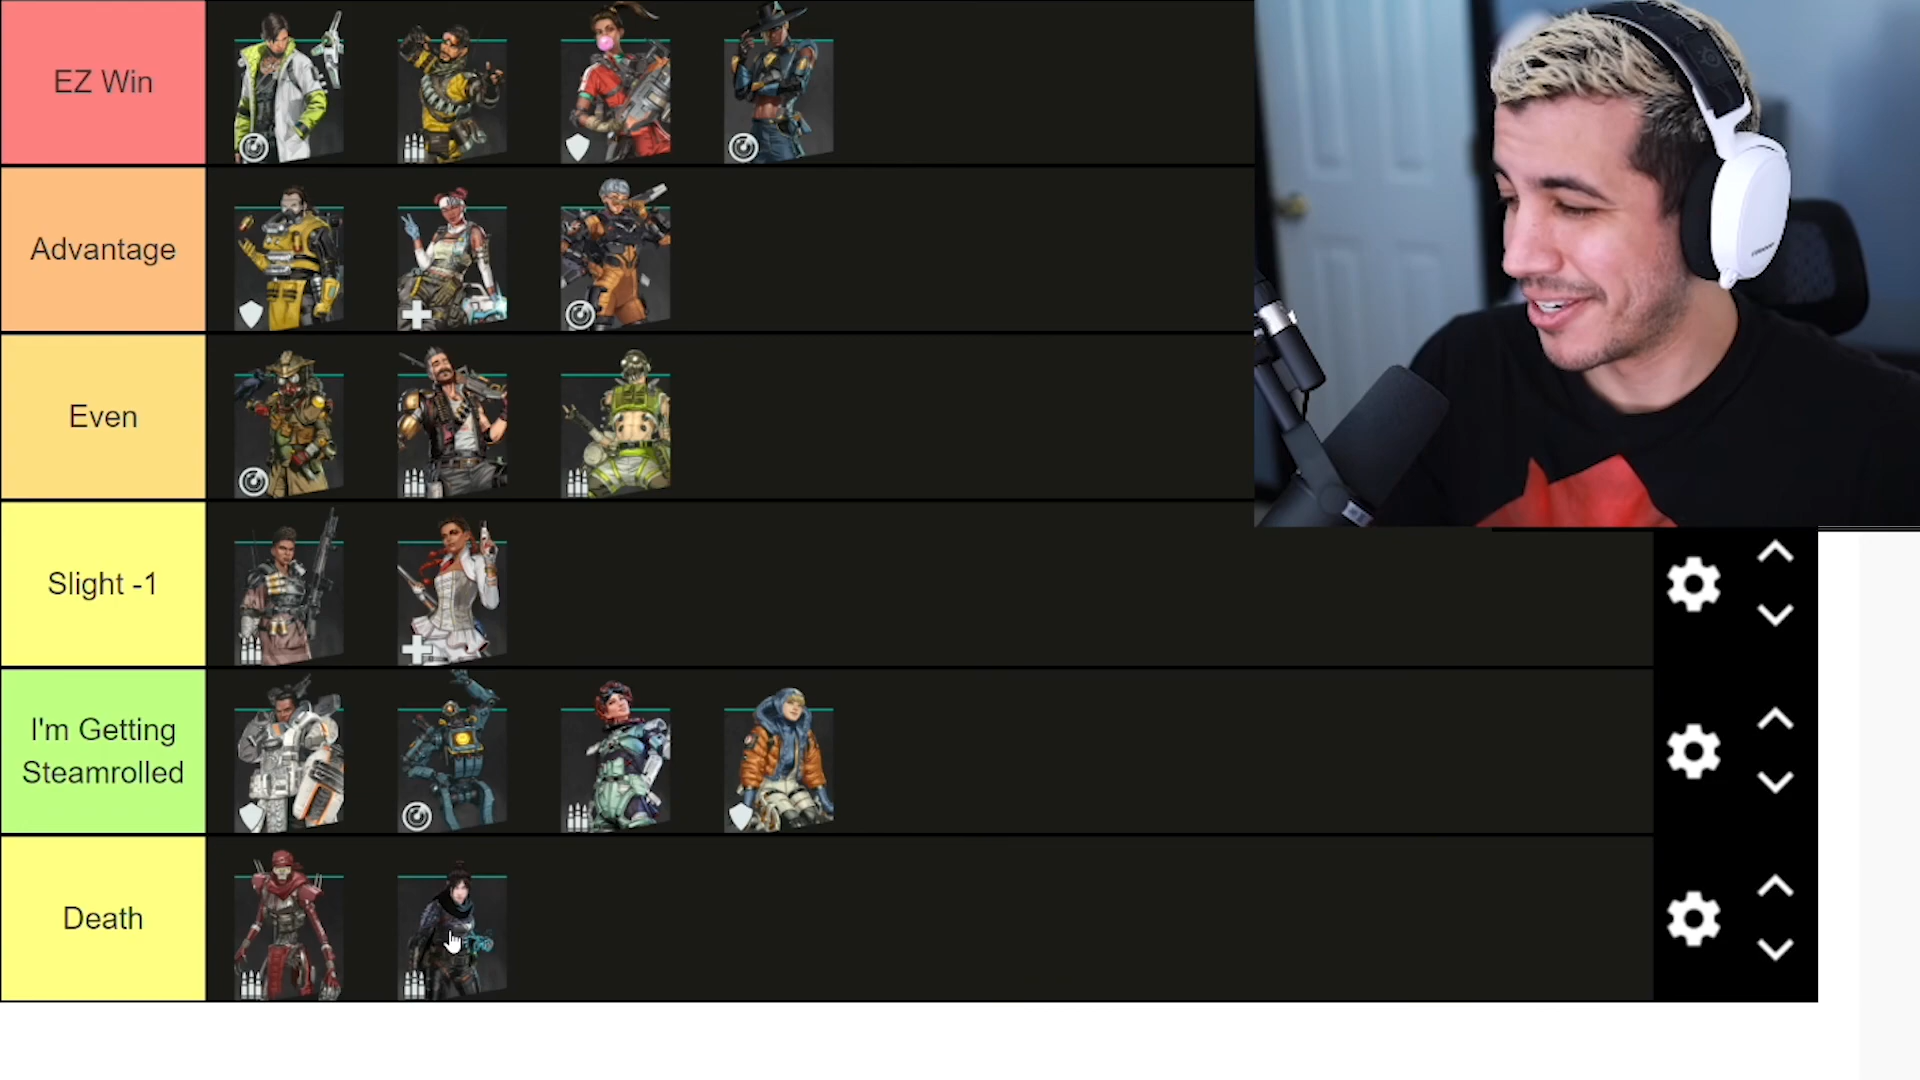 EZ Win
Advantage
Even
Slight -1
I'm Getting
Steamrolled
Death